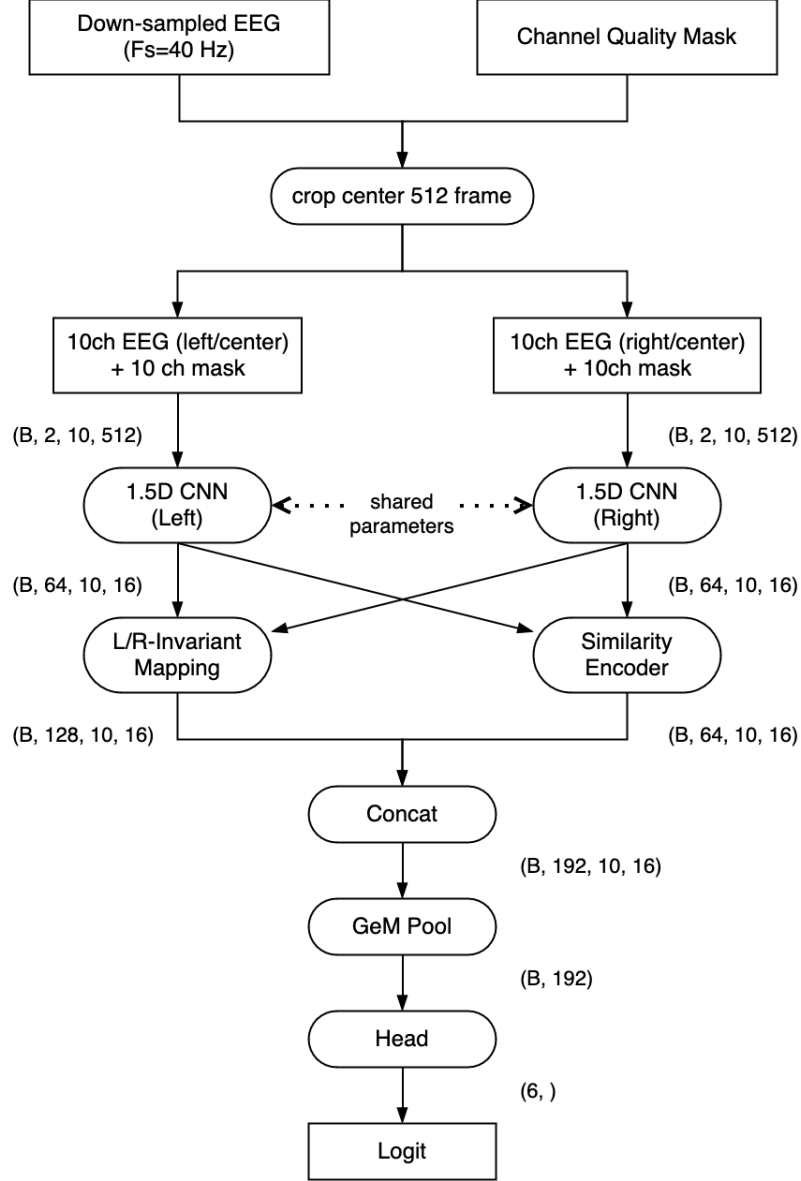 Down-sampled EEG
(Fs=40 Hz)
Channel Quality Mask
crop center 512 frame
10ch EEG (left/center)
+ 10 ch mask
10ch EEG (right/center)
+ 10ch mask
(B, 2, 10, 512)
(B, 2, 10, 512)
1.5D CNN
(Left)
shared
parameters
1.5D CNN
(Right)
(B, 64, 10, 16)
(B, 64, 10, 16)
L/R-Invariant
Mapping
Similarity
Encoder
(B, 128, 10, 16)
(B, 64, 10, 16)
Concat
(B, 192, 10, 16)
GeM Pool
(B, 192)
Head
(6, )
Logit